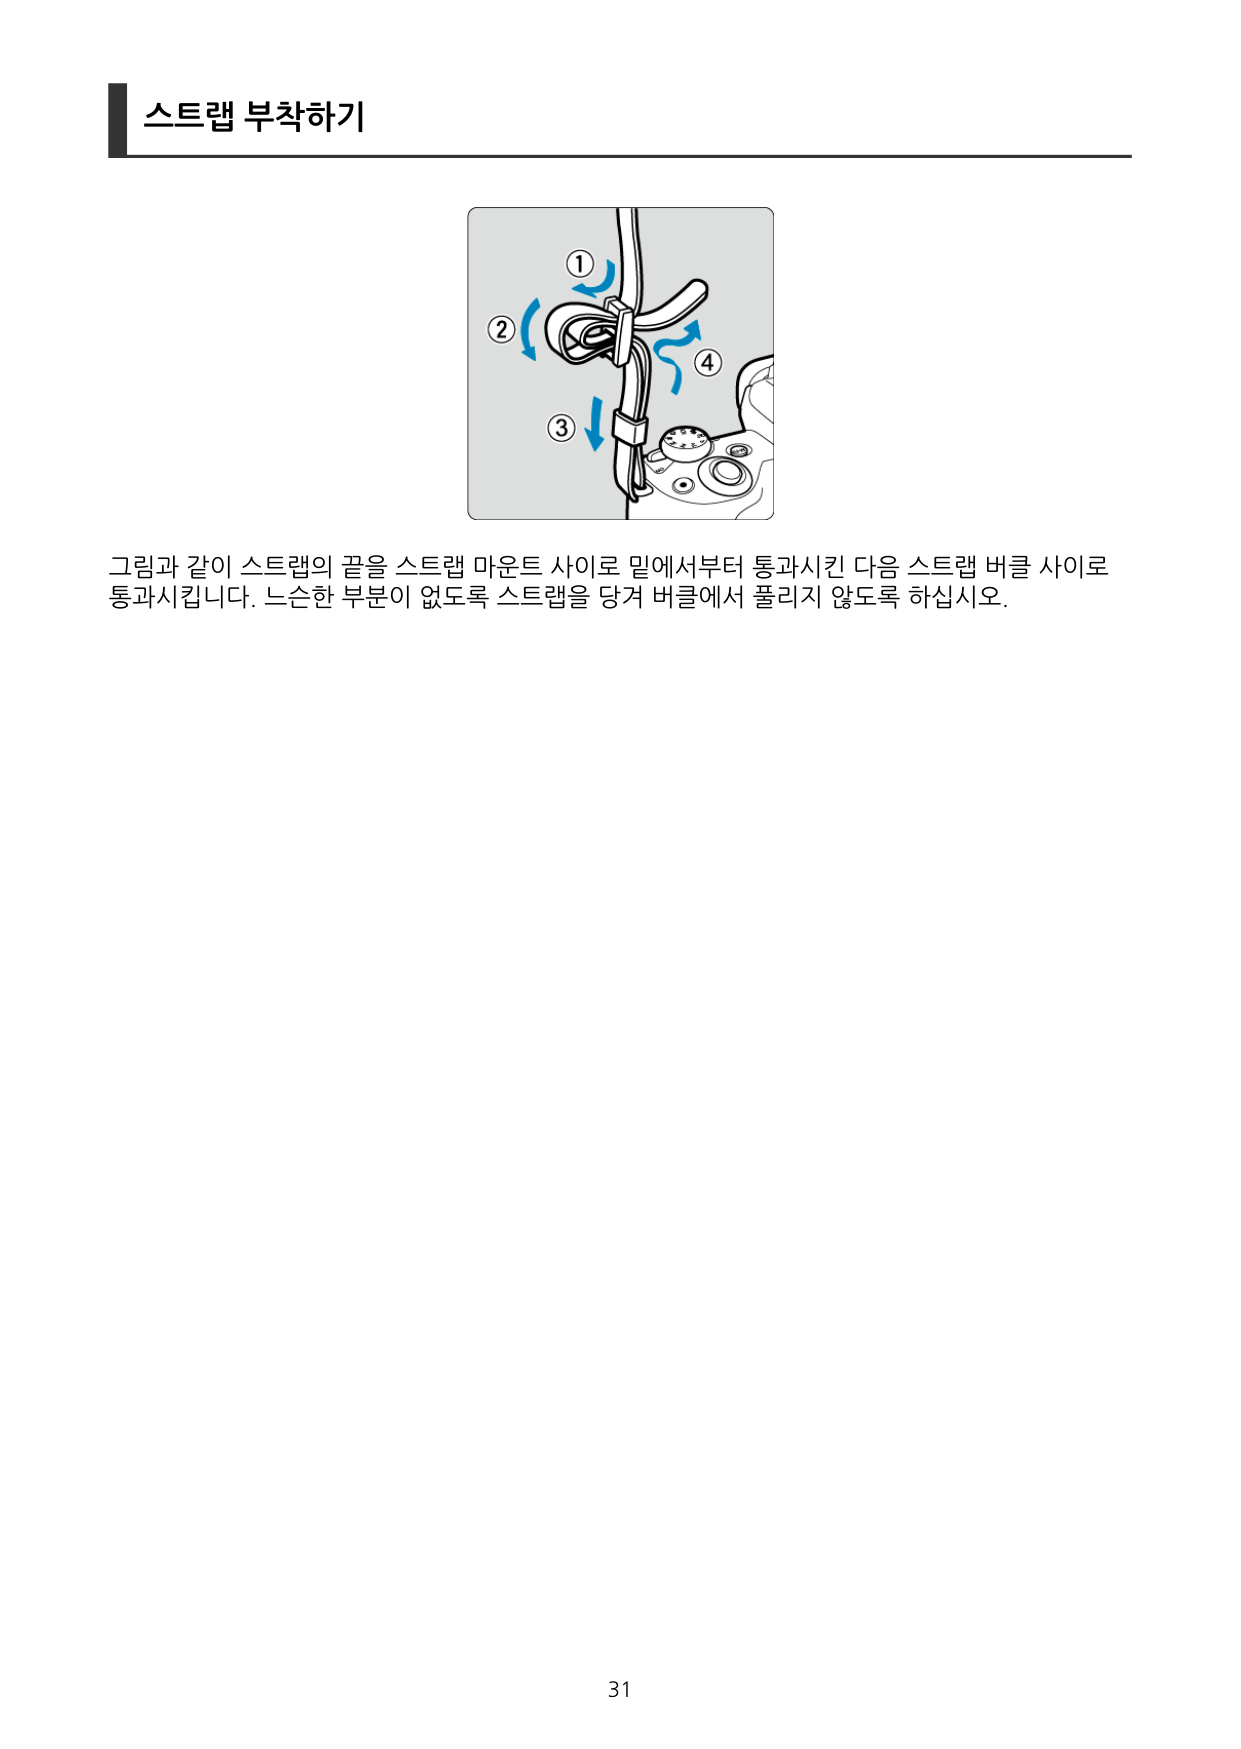 스트랩 부착하기
①
②
④
③
그림과 같이 스트랩의 끝을 스트랩 마운트 사이로 밑에서부터 통과시킨 다음 스트랩 버클 사이로
통과시킵니다. 느슨한 부분이 없도록 스트랩을 당겨 버클에서 풀리지 않도록 하십시오.
31